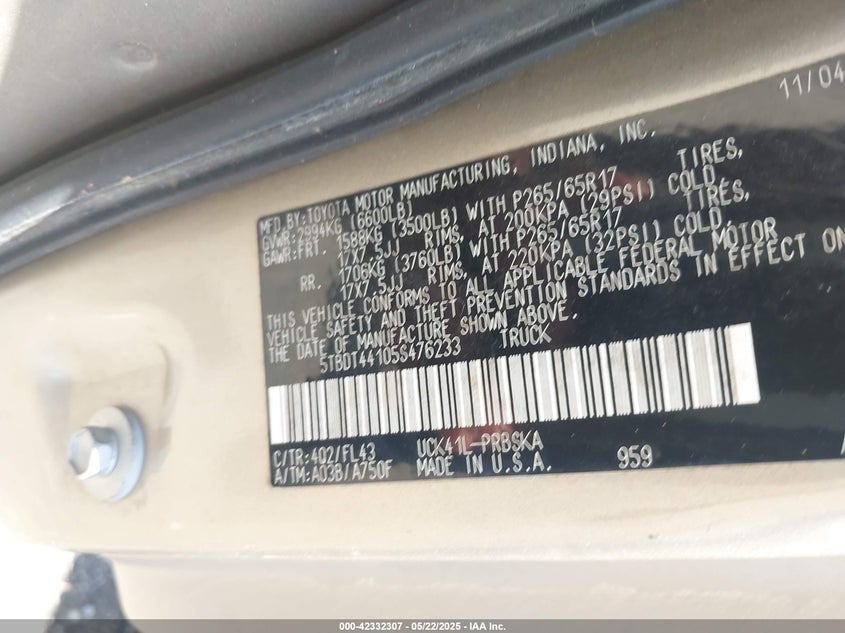 11/04
MFD.BY:TOYOTA MOTOR MANUFACTURING, INDIANA, INC.
GVWR:2994KG (6600LB)
GAWR:FRT. 1588KG (3500LB) WITH P265/65R17 TIRES,
17X7.5JJ RIMS, AT 200KPA (29PSI) COLD,
RR. 1706KG (3760LB) WITH P265/65R17 TIRES,
17X7.5JJ RIMS, AT 220KPA (32PSI) COLD,
THIS VEHICLE CONFORMS TO ALL APPLICABLE FEDERAL MOTOR
VEHICLE SAFETY AND THEFT PREVENTION STANDARDS IN EFFECT ON
THE DATE OF MANUFACTURE SHOWN ABOVE.
5TBDT44105S476233 TRUCK
C/TR:402/FL43 UCK41L-PRBSKA
A/TM:A03B/A750F MADE IN U.S.A. 959
000-42332307 - 05/22/2025 - IAA Inc.